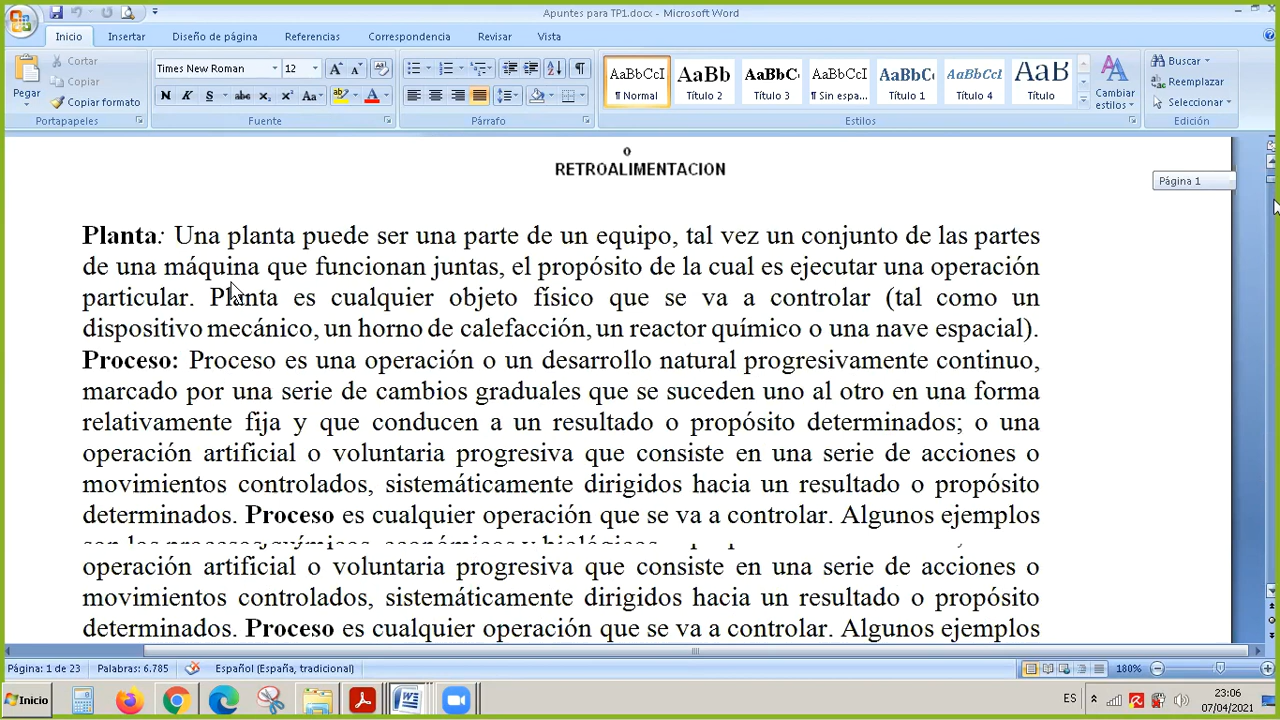 Apuntes para TP1.docx - Microsoft Word
Inicio Insertar Diseño de página Referencias Correspondencia Revisar Vista
Pegar
Cortar
Copiar
Copiar formato
Portapapeles
Times New Roman 12
N K S abc x₂ x² Aa
Fuente
Párrafo
AaBbCcI AaBb AaBbC AaBbCcI AaBbC AaBbCcI AaB
¶ Normal Título 2 Título 3 ¶ Sin espa... Título 1 Título 4 Título
Estilos
Cambiar
estilos
Buscar
Reemplazar
Seleccionar
Edición
o
RETROALIMENTACION
Página 1
Planta: Una planta puede ser una parte de un equipo, tal vez un conjunto de las partes
de una máquina que funcionan juntas, el propósito de la cual es ejecutar una operación
particular. Planta es cualquier objeto físico que se va a controlar (tal como un
dispositivo mecánico, un horno de calefacción, un reactor químico o una nave espacial).
Proceso: Proceso es una operación o un desarrollo natural progresivamente continuo,
marcado por una serie de cambios graduales que se suceden uno al otro en una forma
relativamente fija y que conducen a un resultado o propósito determinados; o una
operación artificial o voluntaria progresiva que consiste en una serie de acciones o
movimientos controlados, sistemáticamente dirigidos hacia un resultado o propósito
determinados. Proceso es cualquier operación que se va a controlar. Algunos ejemplos
son los procesos químicos, económicos y biológicos.
operación artificial o voluntaria progresiva que consiste en una serie de acciones o
movimientos controlados, sistemáticamente dirigidos hacia un resultado o propósito
determinados. Proceso es cualquier operación que se va a controlar. Algunos ejemplos
Página: 1 de 23 Palabras: 6.785 Español (España, tradicional) 180%
Inicio
ES
23:06
07/04/2021